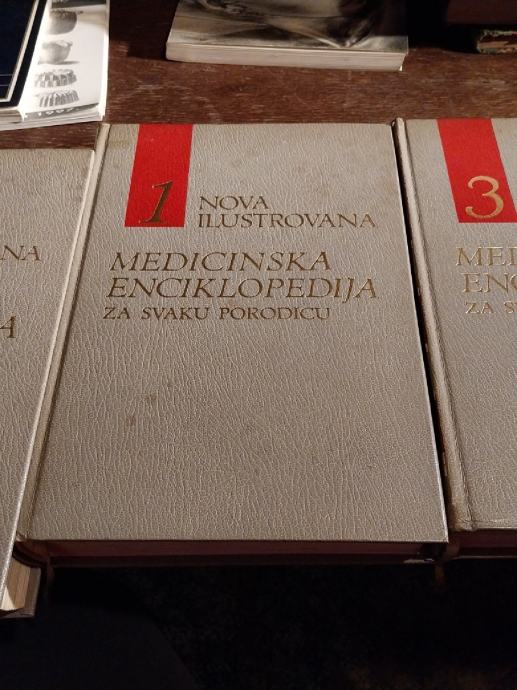 1 NOVA
ILUSTROVANA
MEDICINSKA
ENCIKLOPEDIJA
ZA SVAKU PORODICU
3